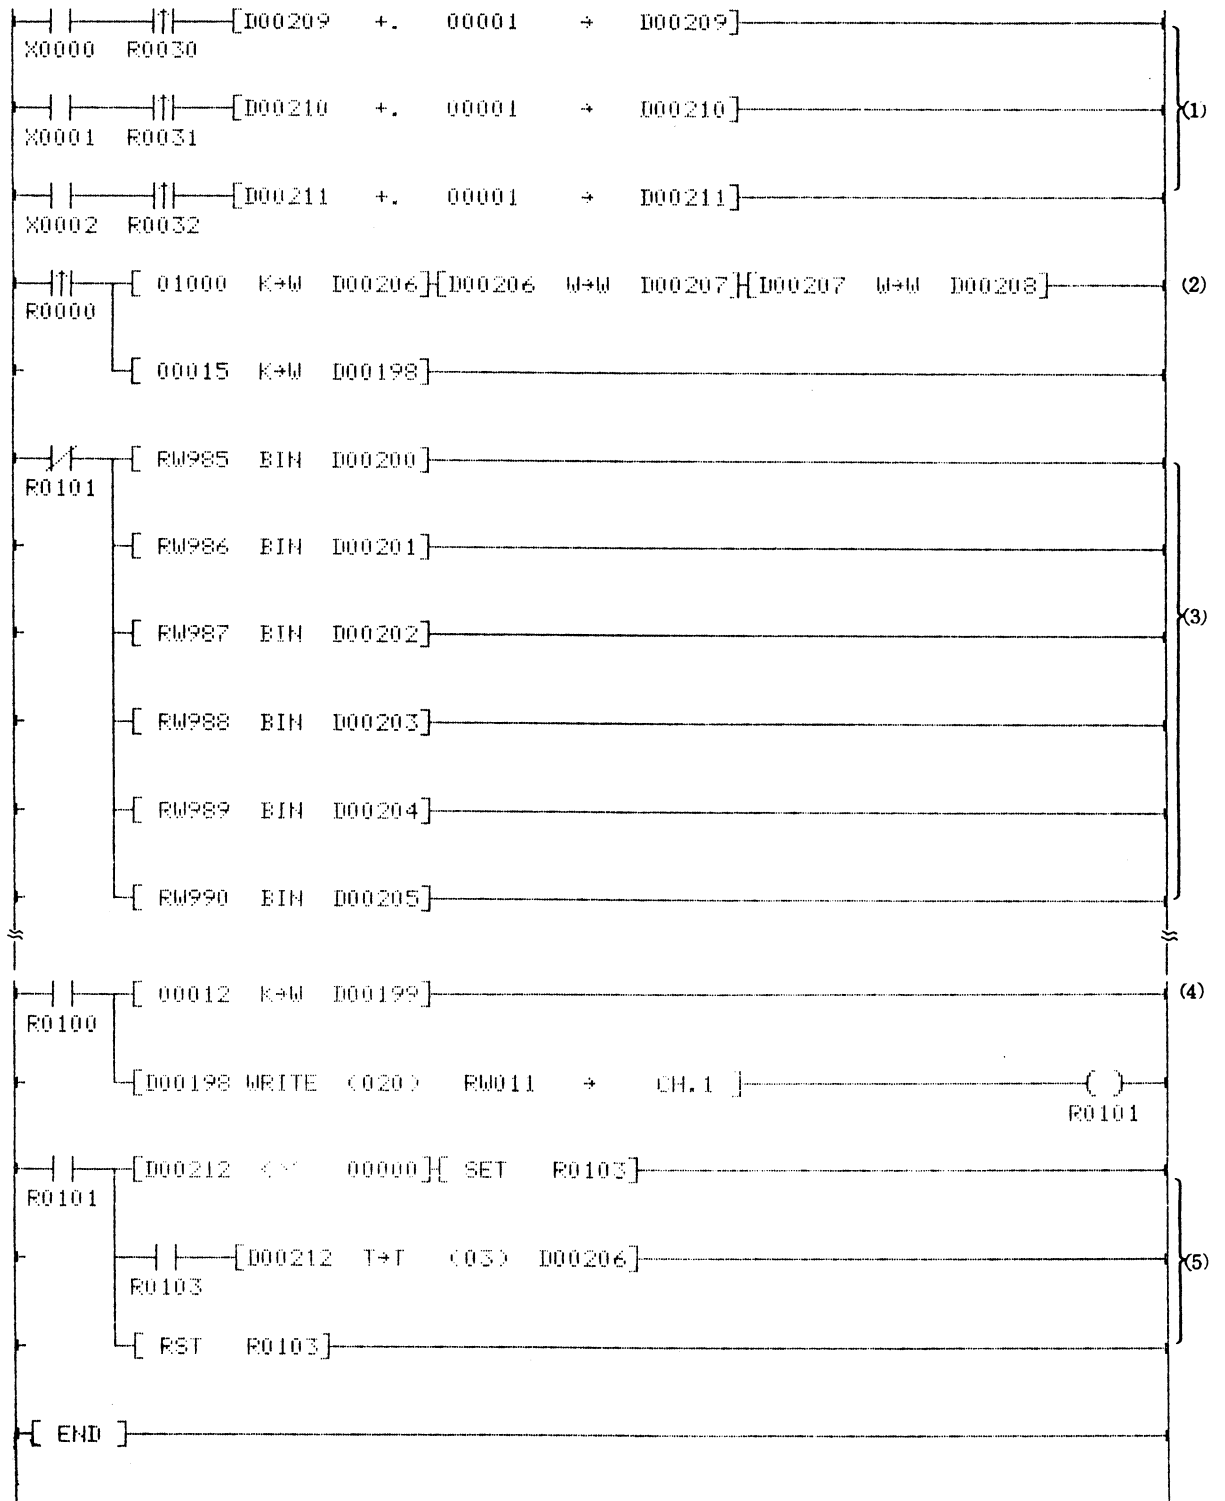 [D00209 +. 00001 → D00209]
X0000 R0030
[D00210 +. 00001 → D00210]
(1)
X0001 R0031
[D00211 +. 00001 → D00211]
X0002 R0032
[ 01000 K→W D00206][D00206 W→W D00207][D00207 W→W D00208]
(2)
R0000
[ 00015 K→W D00198]
[ RW985 BIN D00200]
R0101
[ RW986 BIN D00201]
[ RW987 BIN D00202]
(3)
[ RW988 BIN D00203]
[ RW989 BIN D00204]
[ RW990 BIN D00205]
[ 00012 K→W D00199]
(4)
R0100
[D00198 WRITE (020) RW011 → CH.1 ]
( )
R0101
[D00212 <> 00000][ SET R0103]
R0101
[D00212 T→T (03) D00206]
(5)
R0103
[ RST R0103]
[ END ]